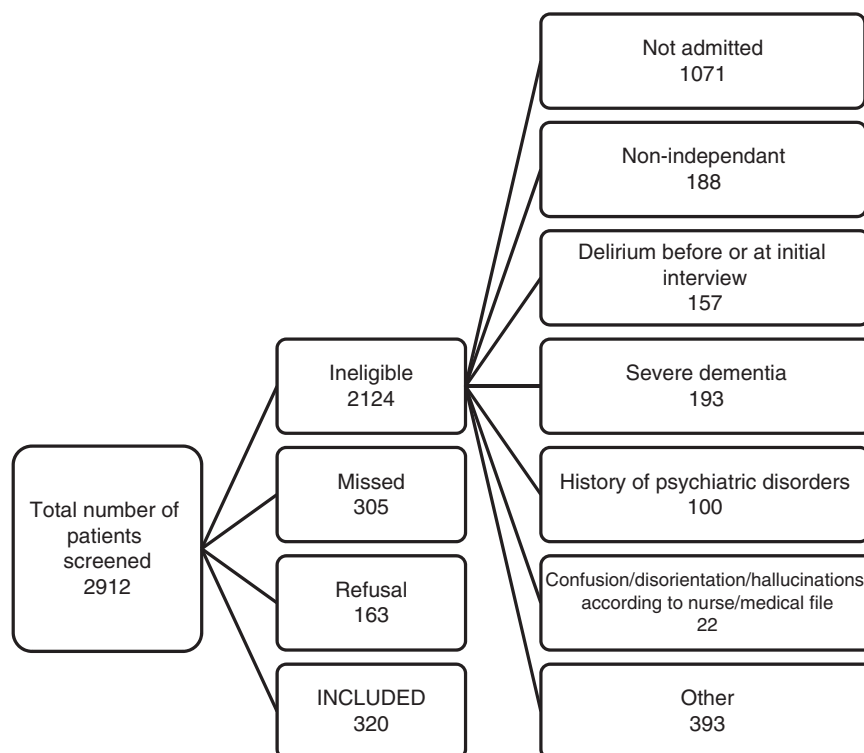 Total number of
patients
screened
2912
Ineligible
2124
Missed
305
Refusal
163
INCLUDED
320
Not admitted
1071
Non-independant
188
Delirium before or at initial
interview
157
Severe dementia
193
History of psychiatric disorders
100
Confusion/disorientation/hallucinations
according to nurse/medical file
22
Other
393